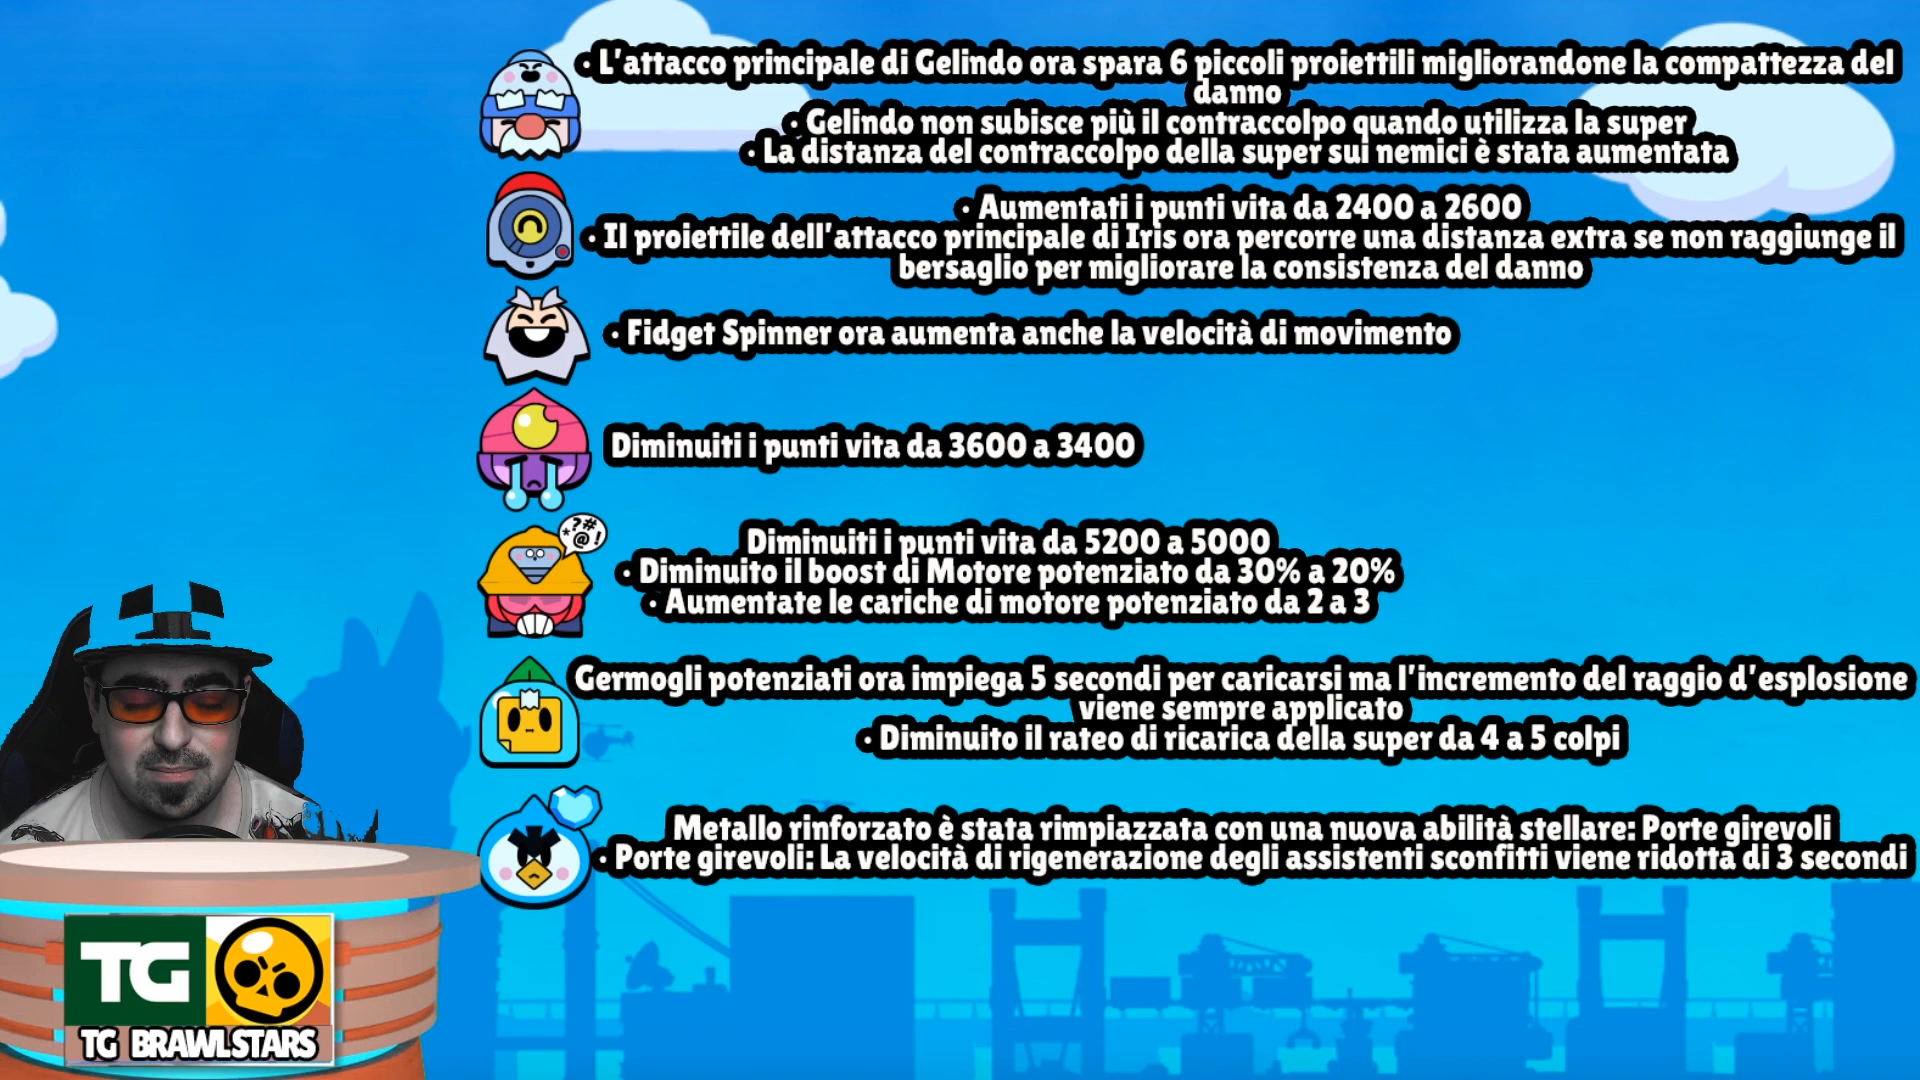 • L'attacco principale di Gelindo ora spara 6 piccoli proiettili migliorandone la compattezza del
danno
• Gelindo non subisce più il contraccolpo quando utilizza la super
• La distanza del contraccolpo della super sui nemici è stata aumentata
• Aumentati i punti vita da 2400 a 2600
• Il proiettile dell'attacco principale di Iris ora percorre una distanza extra se non raggiunge il
bersaglio per migliorare la consistenza del danno
• Fidget Spinner ora aumenta anche la velocità di movimento
Diminuiti i punti vita da 3600 a 3400
?#
*@!
Diminuiti i punti vita da 5200 a 5000
• Diminuito il boost di Motore potenziato da 30% a 20%
• Aumentate le cariche di motore potenziato da 2 a 3
Germogli potenziati ora impiega 5 secondi per caricarsi ma l'incremento del raggio d'esplosione
viene sempre applicato
• Diminuito il rateo di ricarica della super da 4 a 5 colpi
Metallo rinforzato è stata rimpiazzata con una nuova abilità stellare: Porte girevoli
• Porte girevoli: La velocità di rigenerazione degli assistenti sconfitti viene ridotta di 3 secondi
TG
TG BRAWLSTARS